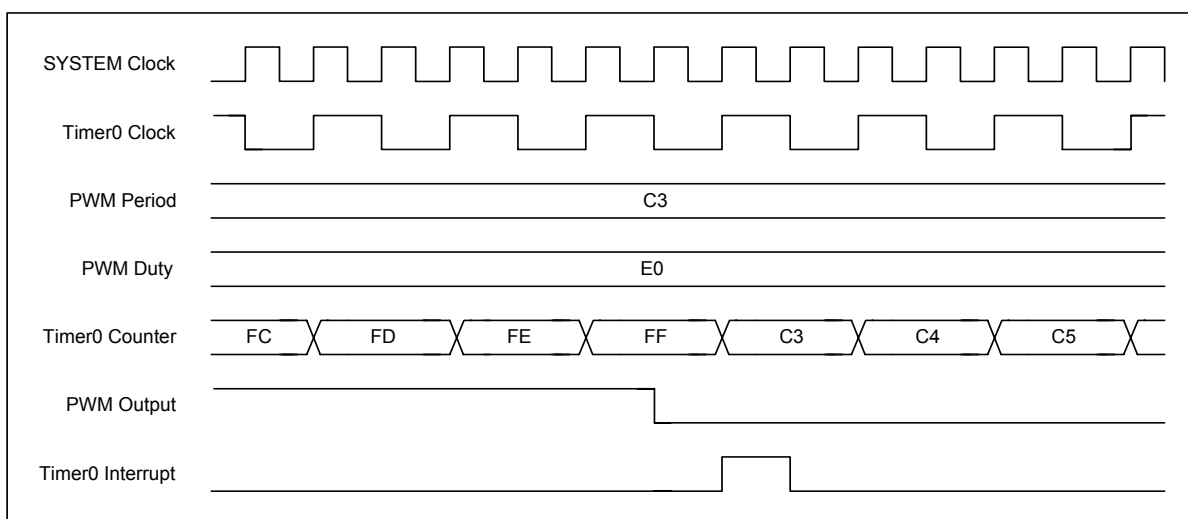 SYSTEM Clock
Timer0 Clock
PWM Period
C3
PWM Duty
E0
Timer0 Counter
FC FD FE FF C3 C4 C5
PWM Output
Timer0 Interrupt